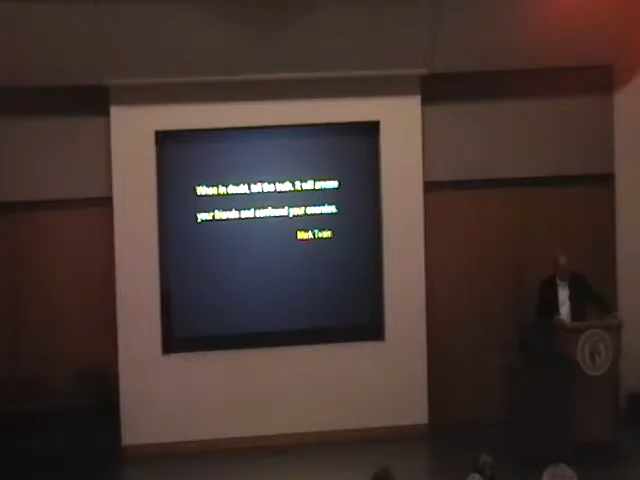 When in doubt, tell the truth. It will amaze
your friends and confound your enemies.
Mark Twain